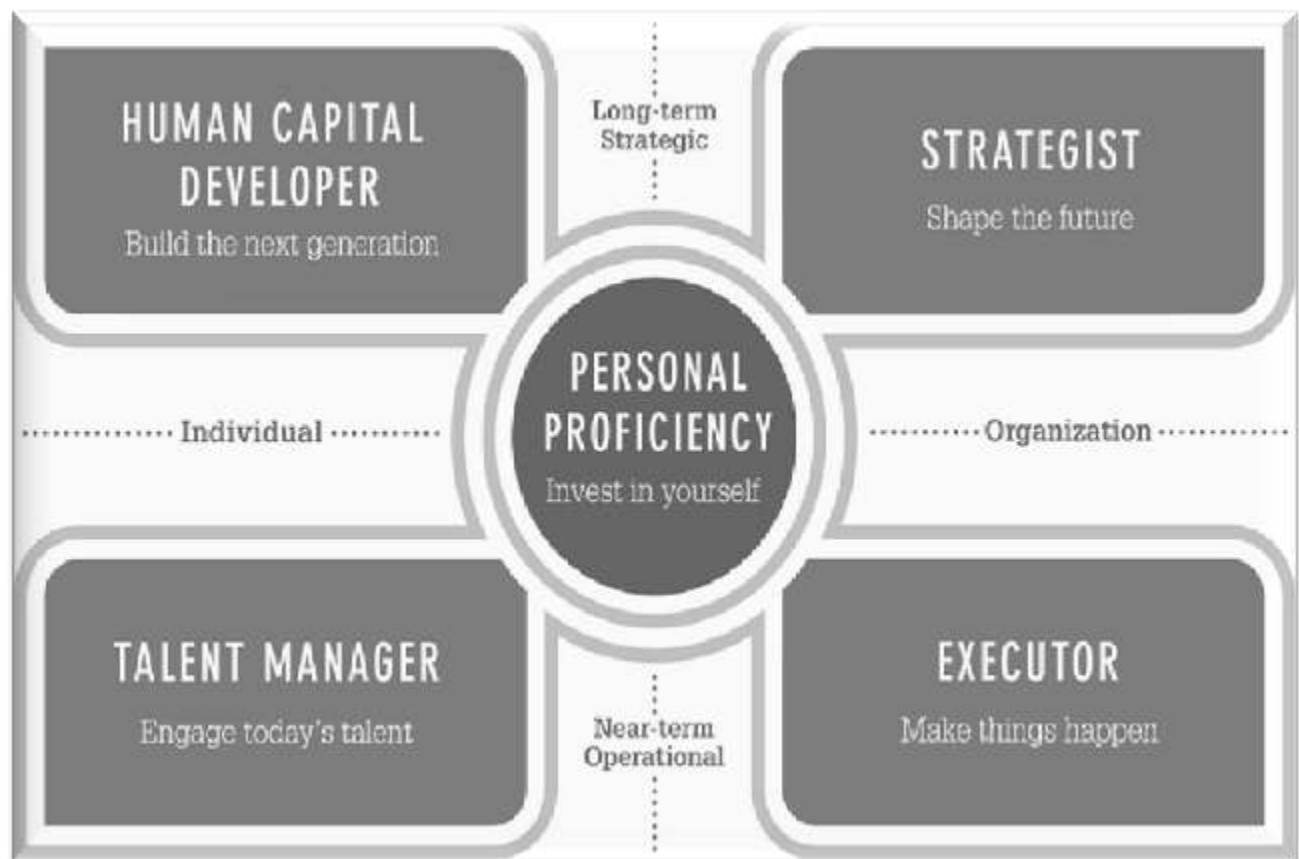 HUMAN CAPITAL
DEVELOPER
Build the next generation
Long-term
Strategic
STRATEGIST
Shape the future
PERSONAL
PROFICIENCY
Invest in yourself
Individual
Organization
TALENT MANAGER
Engage today's talent
Near-term
Operational
EXECUTOR
Make things happen